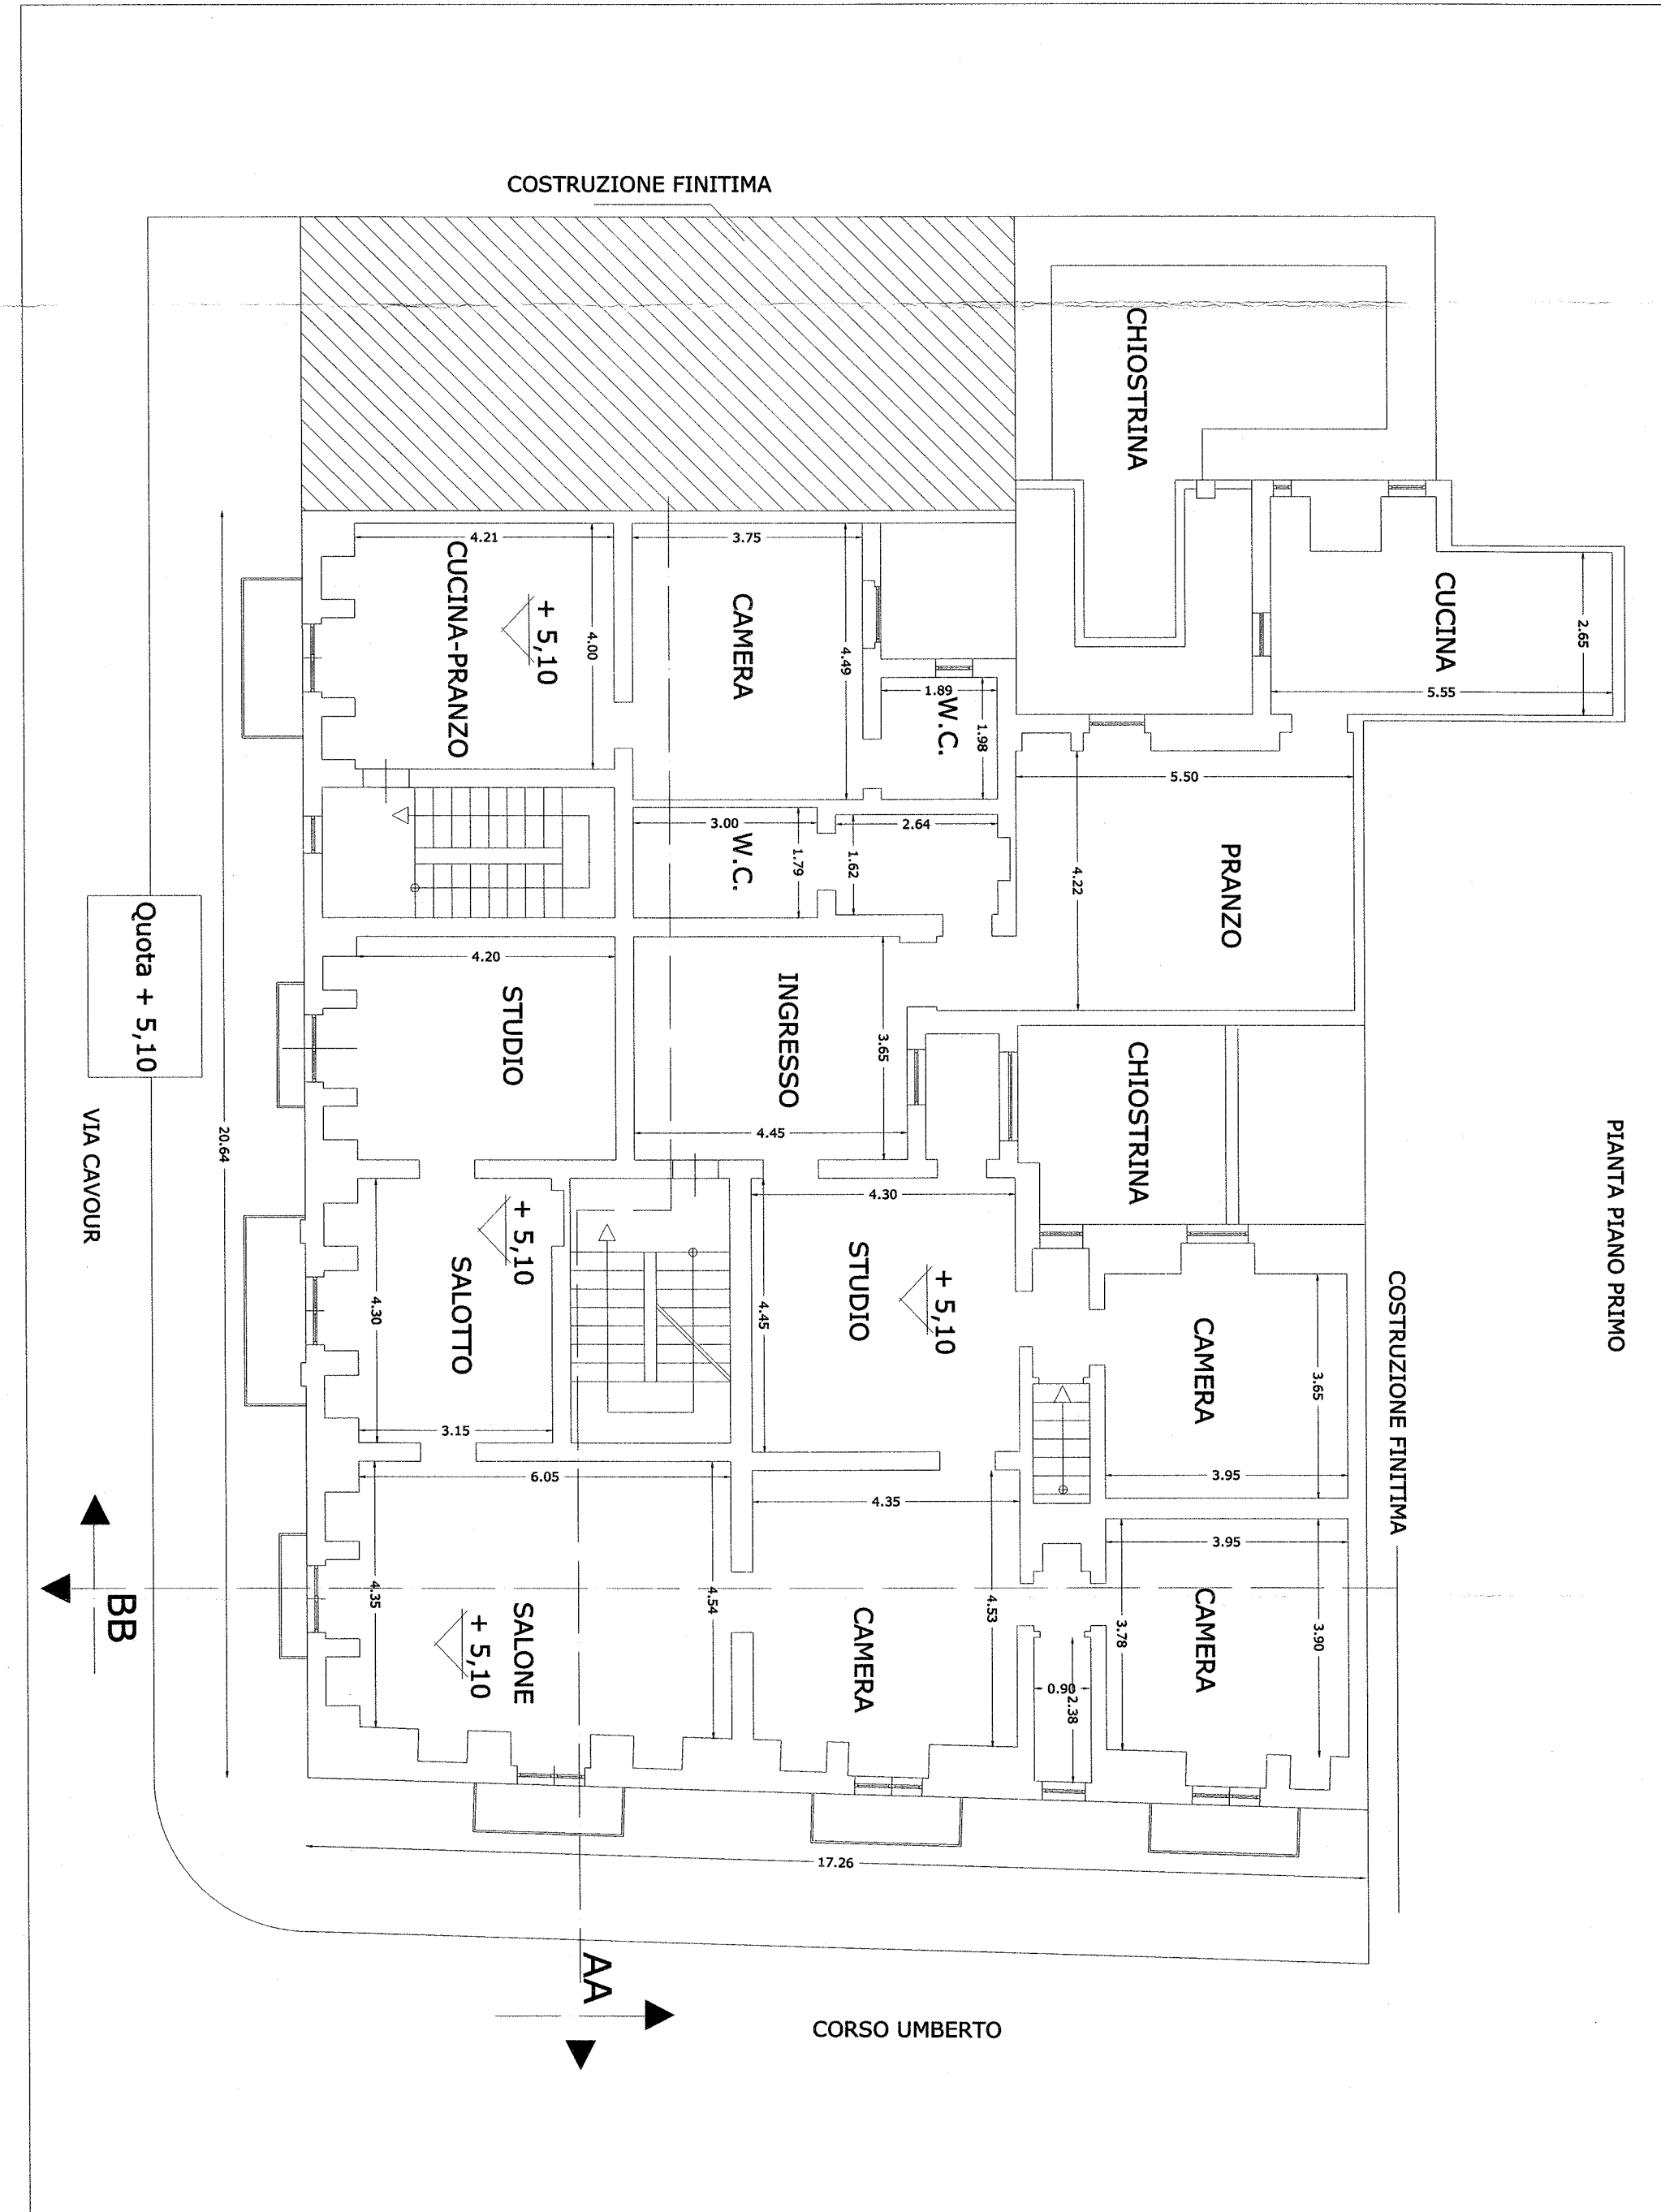 PIANTA PIANO PRIMO
COSTRUZIONE FINITIMA
COSTRUZIONE FINITIMA
CHIOSTRINA
CUCINA
2.65
5.55
PRANZO
5.50
4.22
CHIOSTRINA
CAMERA
3.65
3.95
CAMERA
3.95
3.90
3.78
0.90
2.38
CAMERA
3.75
4.49
W.C.
1.89
1.98
W.C.
3.00
1.79
2.64
1.62
INGRESSO
3.65
4.45
STUDIO
+ 5,10
4.30
4.45
CAMERA
4.35
4.53
CUCINA-PRANZO
+ 5,10
4.21
4.00
STUDIO
4.20
SALOTTO
+ 5,10
4.30
3.15
SALONE
+ 5,10
6.05
4.54
4.35
20.64
17.26
Quota + 5,10
VIA CAVOUR
BB
AA
CORSO UMBERTO